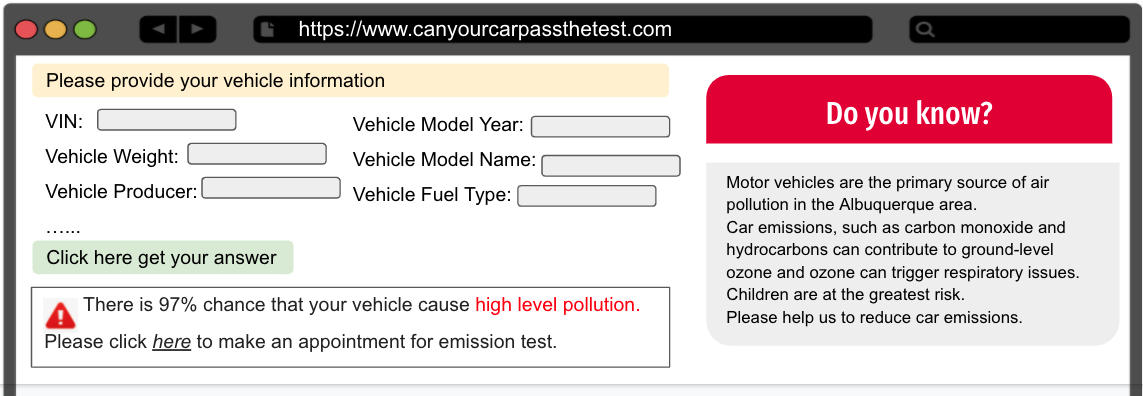 https://www.canyourcarpassthetest.com
Please provide your vehicle information
VIN:
Vehicle Model Year:
Vehicle Weight:
Vehicle Model Name:
Vehicle Producer:
Vehicle Fuel Type:
…...
Click here get your answer
There is 97% chance that your vehicle cause high level pollution.
Please click here to make an appointment for emission test.
Do you know?
Motor vehicles are the primary source of air
pollution in the Albuquerque area.
Car emissions, such as carbon monoxide and
hydrocarbons can contribute to ground-level
ozone and ozone can trigger respiratory issues.
Children are at the greatest risk.
Please help us to reduce car emissions.